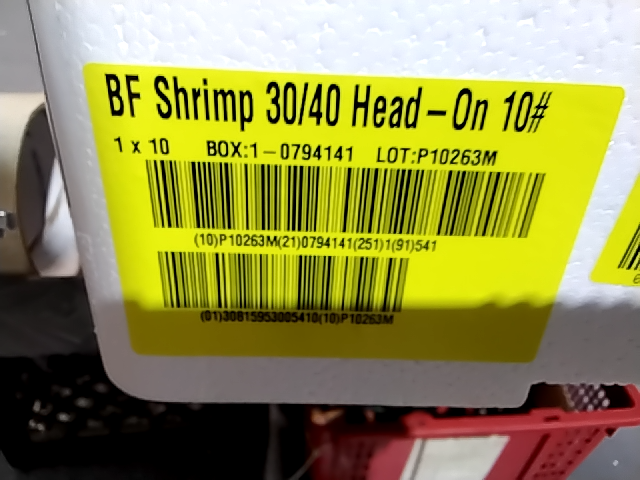 BF Shrimp 30/40 Head-On 10#
1 x 10 BOX:1-0794141 LOT:P10263M
(10)P10263M(21)0794141(251)1(91)541
(01)30815953005410(10)P10263M